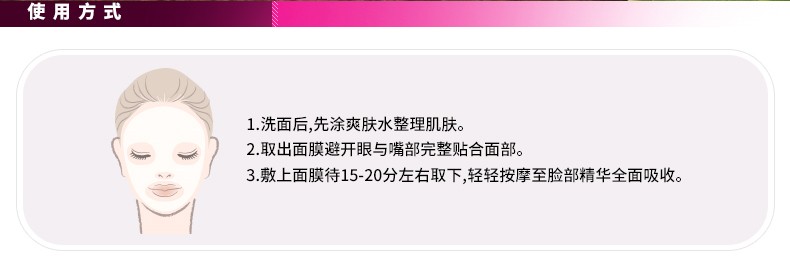 使用方式
1.洗面后,先涂爽肤水整理肌肤。
2.取出面膜避开眼与嘴部完整贴合面部。
3.敷上面膜待15-20分左右取下,轻轻按摩至脸部精华全面吸收。